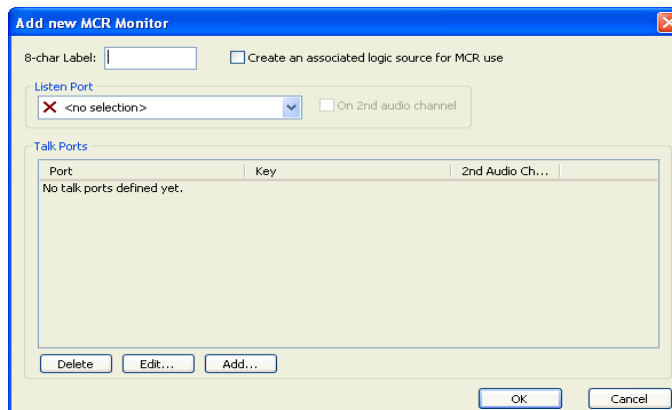 Add new MCR Monitor
8-char Label: Create an associated logic source for MCR use
Listen Port
<no selection> On 2nd audio channel
Talk Ports
Port Key 2nd Audio Ch...
No talk ports defined yet.
Delete Edit... Add...
OK Cancel